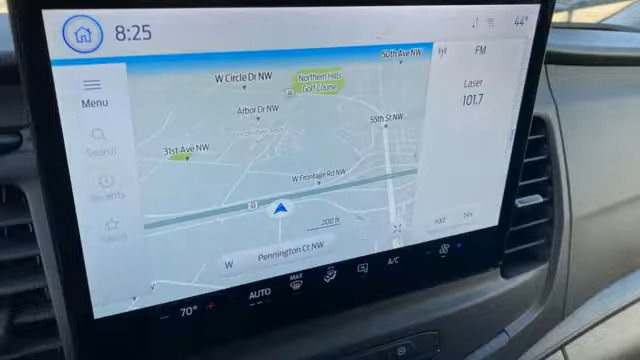 8:25
44°
Menu
Search
Recents
Saved
W Circle Dr NW
Northern Hills
Golf Course
50th Ave NW
Arbor Dr NW
55th St NW
31st Ave NW
W Frontage Rd NW
200 ft
W
Pennington Ct NW
FM
Laser
101.7
70°
AUTO
MAX
A/C